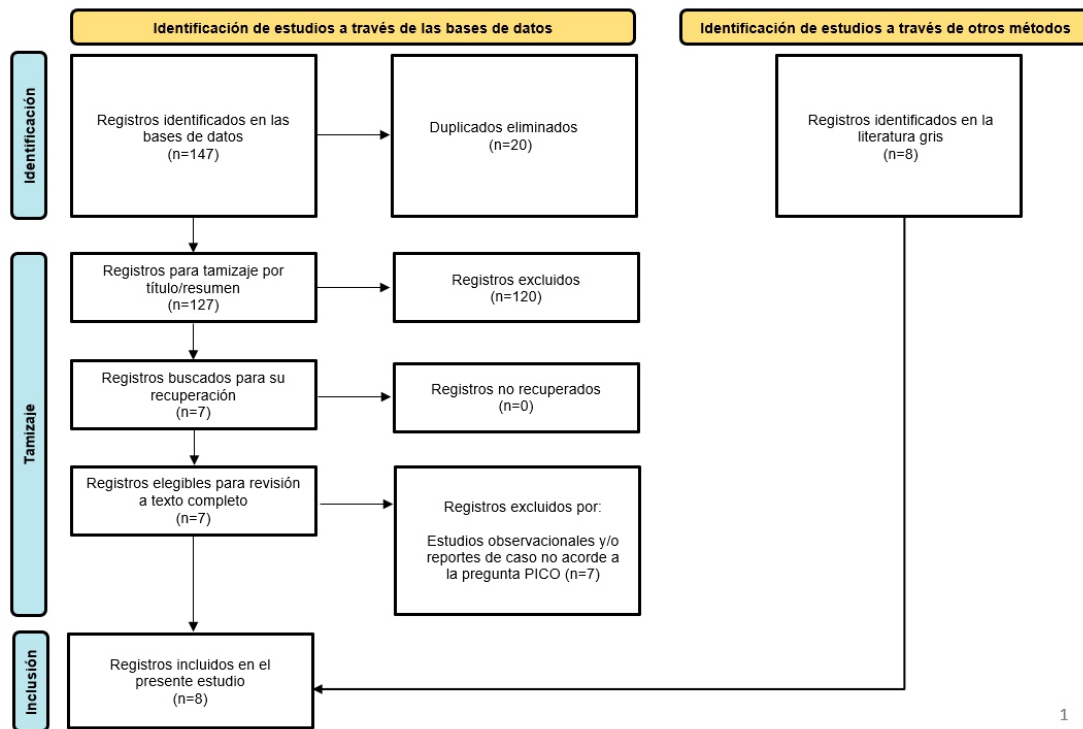 Identificación de estudios a través de las bases de datos
Identificación de estudios a través de otros métodos
Identificación
Registros identificados en las
bases de datos
(n=147)
Duplicados eliminados
(n=20)
Registros identificados en la
literatura gris
(n=8)
Tamizaje
Registros para tamizaje por
título/resumen
(n=127)
Registros excluidos
(n=120)
Registros buscados para su
recuperación
(n=7)
Registros no recuperados
(n=0)
Registros elegibles para revisión
a texto completo
(n=7)
Registros excluidos por:
Estudios observacionales y/o
reportes de caso no acorde a
la pregunta PICO (n=7)
Inclusión
Registros incluidos en el
presente estudio
(n=8)
1